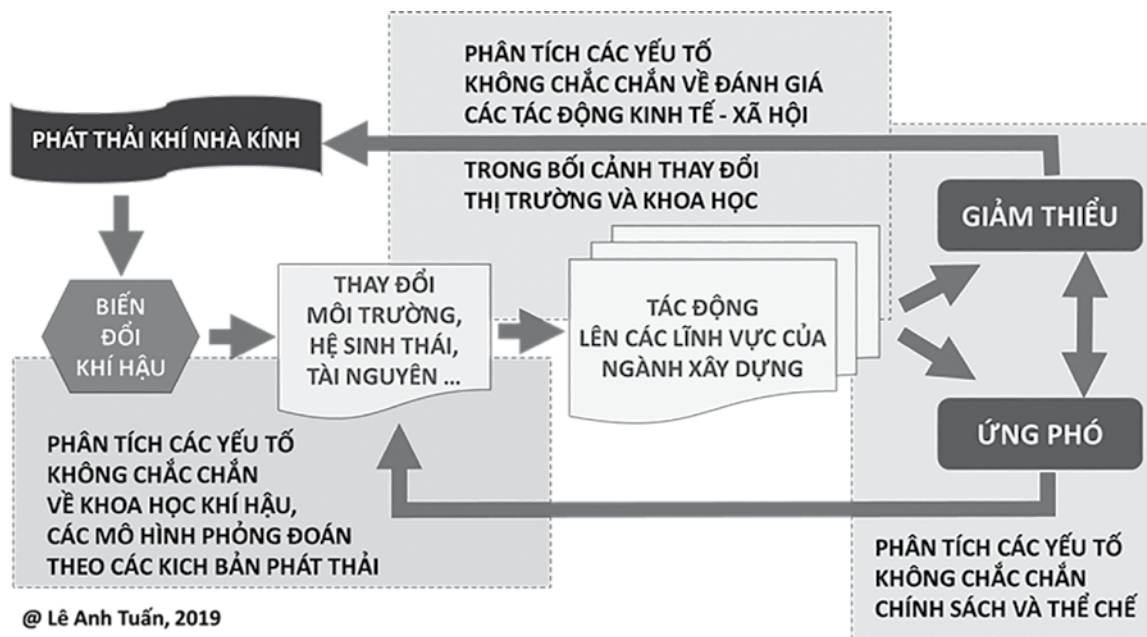 PHÂN TÍCH CÁC YẾU TỐ
KHÔNG CHẮC CHẮN VỀ ĐÁNH GIÁ
CÁC TÁC ĐỘNG KINH TẾ - XÃ HỘI
TRONG BỐI CẢNH THAY ĐỔI
THỊ TRƯỜNG VÀ KHOA HỌC
PHÁT THẢI KHÍ NHÀ KÍNH
GIẢM THIỂU
BIẾN
ĐỔI
KHÍ HẬU
THAY ĐỔI
MÔI TRƯỜNG,
HỆ SINH THÁI,
TÀI NGUYÊN ...
TÁC ĐỘNG
LÊN CÁC LĨNH VỰC CỦA
NGÀNH XÂY DỰNG
ỨNG PHÓ
PHÂN TÍCH CÁC YẾU TỐ
KHÔNG CHẮC CHẮN
VỀ KHOA HỌC KHÍ HẬU,
CÁC MÔ HÌNH PHỎNG ĐOÁN
THEO CÁC KICH BẢN PHÁT THẢI
PHÂN TÍCH CÁC YẾU TỐ
KHÔNG CHẮC CHẮN
CHÍNH SÁCH VÀ THỂ CHẾ
@ Lê Anh Tuấn, 2019